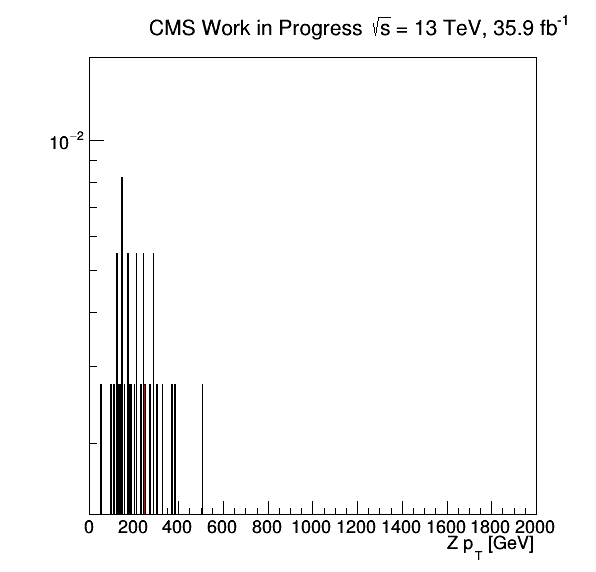 CMS Work in Progress √s = 13 TeV, 35.9 fb⁻¹
10⁻²
0 200 400 600 800 1000 1200 1400 1600 1800 2000
Z p_T [GeV]